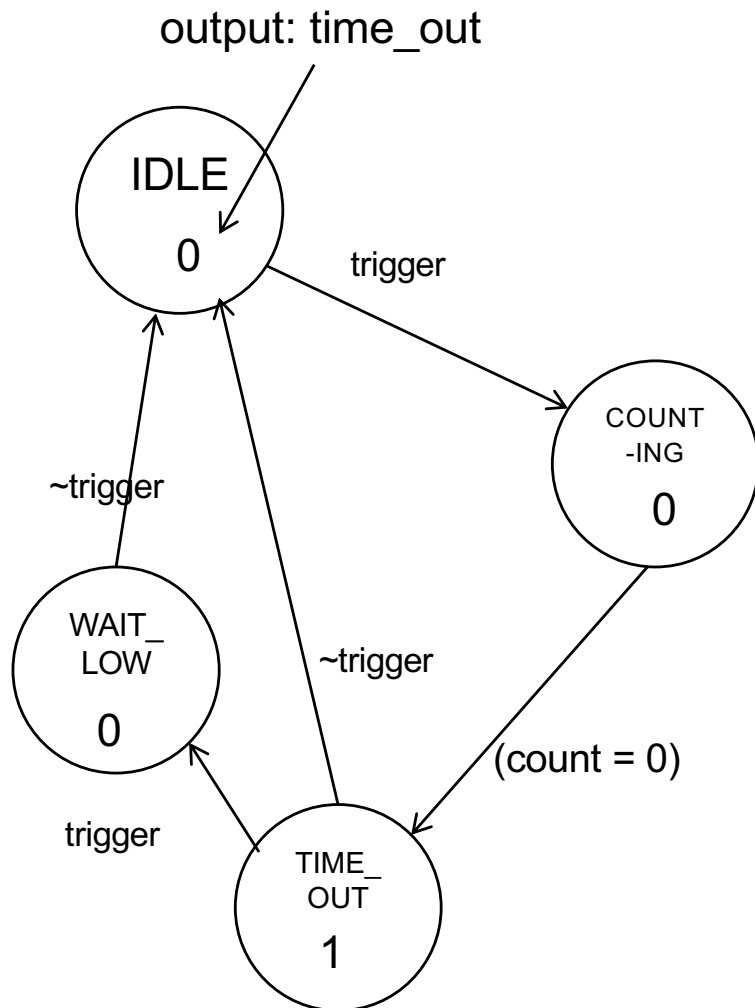 output: time_out
IDLE
0
trigger
COUNT
-ING
0
~trigger
WAIT_
LOW
0
~trigger
(count = 0)
trigger
TIME_
OUT
1